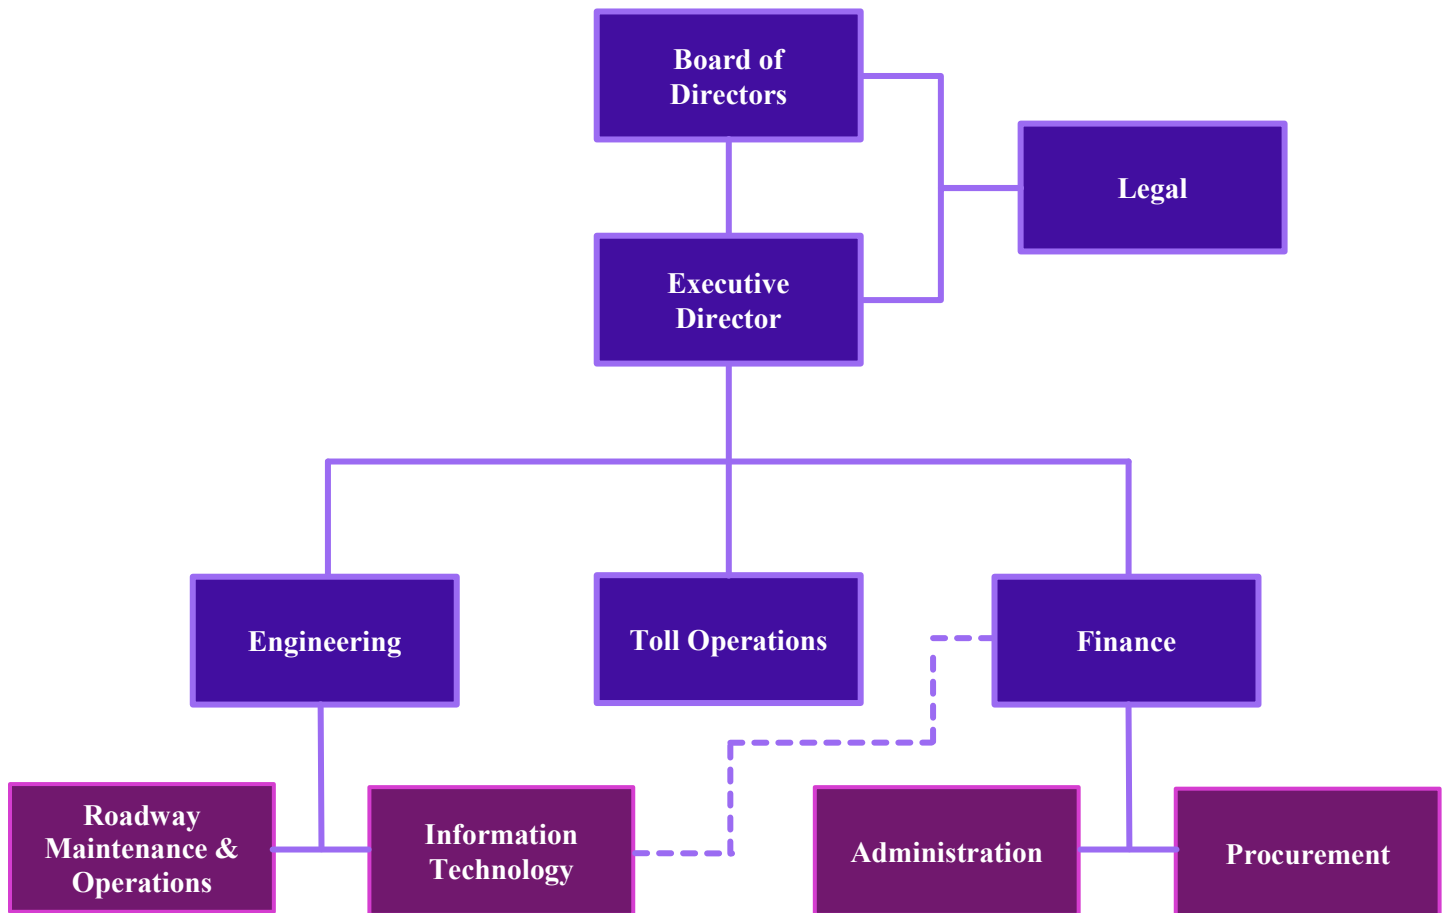 Board of
Directors
Legal
Executive
Director
Engineering
Toll Operations
Finance
Roadway
Maintenance &
Operations
Information
Technology
Administration
Procurement